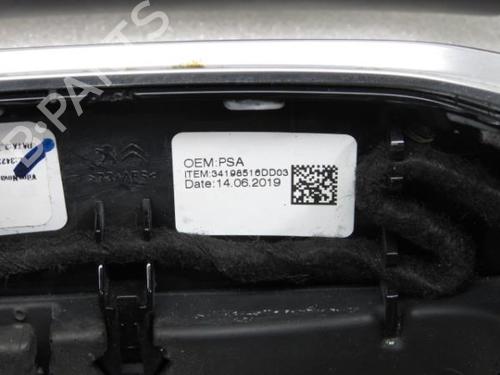 B-PARTS
OEM:PSA
ITEM:34198516DD03
Date:14.06.2019